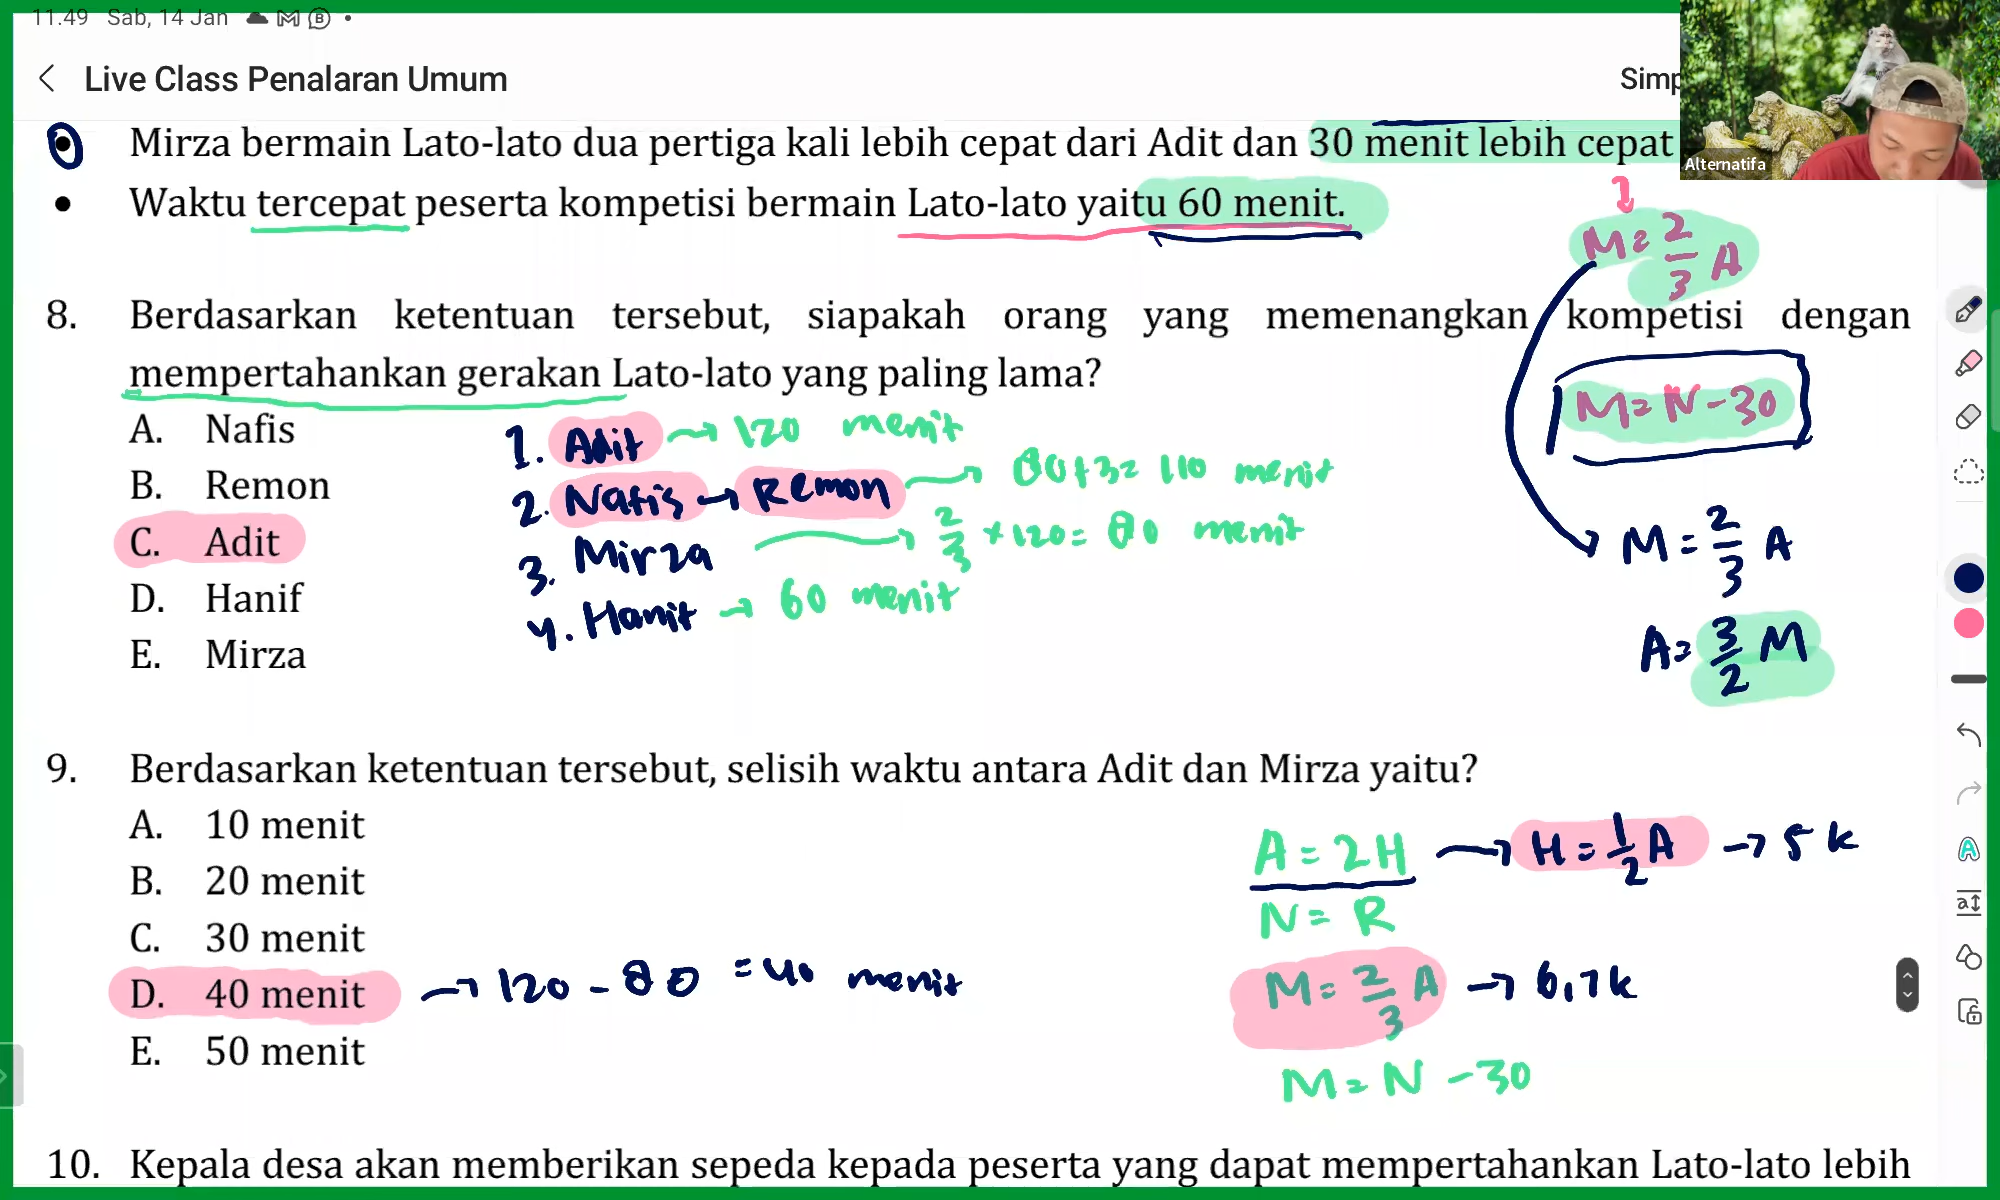 11.49 Sab, 14 Jan
Live Class Penalaran Umum
Simp
Alternatifa
• Mirza bermain Lato-lato dua pertiga kali lebih cepat dari Adit dan 30 menit lebih cepat
• Waktu tercepat peserta kompetisi bermain Lato-lato yaitu 60 menit.
M = 2/3 A
8. Berdasarkan ketentuan tersebut, siapakah orang yang memenangkan kompetisi dengan
mempertahankan gerakan Lato-lato yang paling lama?
M = N - 30
A. Nafis
B. Remon
C. Adit
D. Hanif
E. Mirza
1. Adit → 120 menit
2. Nafis → Remon → 80 + 3 = 110 menit
3. Mirza → 2/3 × 120 = 80 menit
4. Hanif → 60 menit
M = 2/3 A
A = 3/2 M
9. Berdasarkan ketentuan tersebut, selisih waktu antara Adit dan Mirza yaitu?
A. 10 menit
B. 20 menit
C. 30 menit
D. 40 menit → 120 - 80 = 40 menit
E. 50 menit
A = 2H → H = 1/2 A → 5 k
N = R
M = 2/3 A → 6,7k
M = N - 30
10. Kepala desa akan memberikan sepeda kepada peserta yang dapat mempertahankan Lato-lato lebih